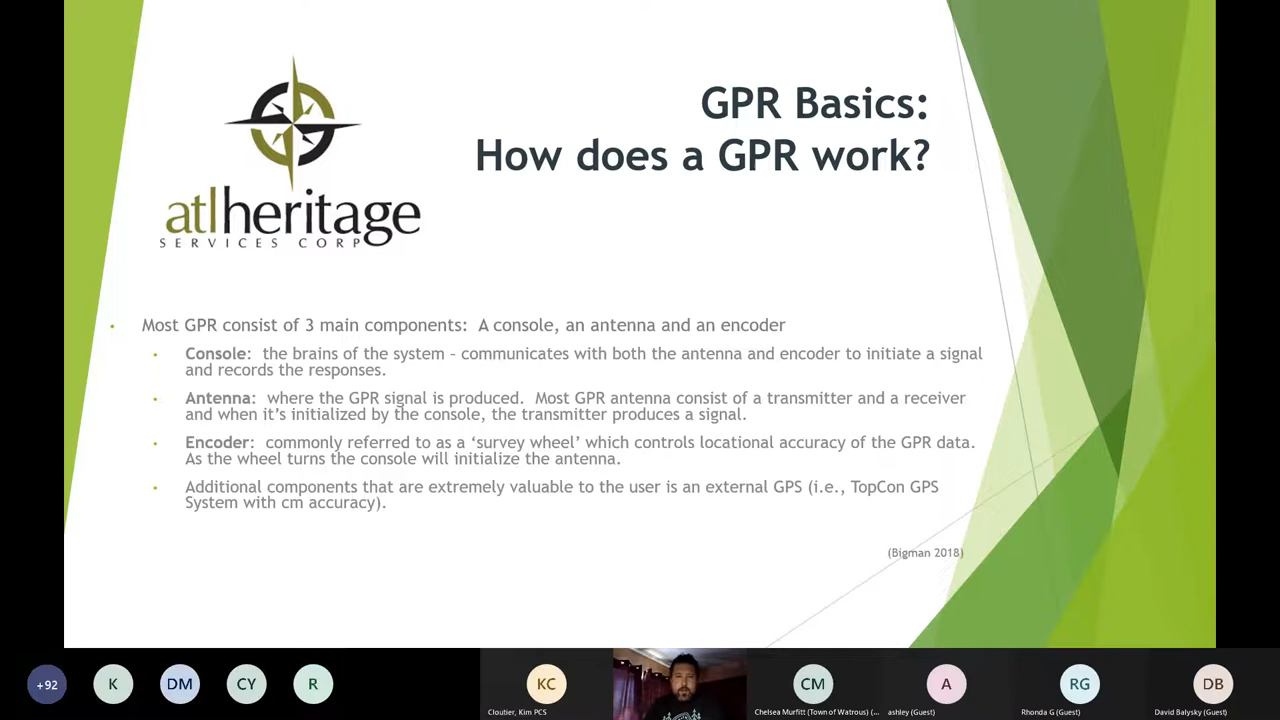 GPR Basics:
How does a GPR work?
atlheritage
SERVICES CORP
• Most GPR consist of 3 main components: A console, an antenna and an encoder
• Console: the brains of the system – communicates with both the antenna and encoder to initiate a signal
and records the responses.
• Antenna: where the GPR signal is produced. Most GPR antenna consist of a transmitter and a receiver
and when it's initialized by the console, the transmitter produces a signal.
• Encoder: commonly referred to as a 'survey wheel' which controls locational accuracy of the GPR data.
As the wheel turns the console will initialize the antenna.
• Additional components that are extremely valuable to the user is an external GPS (i.e., TopCon GPS
System with cm accuracy).
(Bigman 2018)
+92 K DM CY R KC CM A RG DB
Cloutier, Kim PCS Chelsea Murfitt (Town of Watrous) (... ashley (Guest) Rhonda G (Guest) David Balysky (Guest)